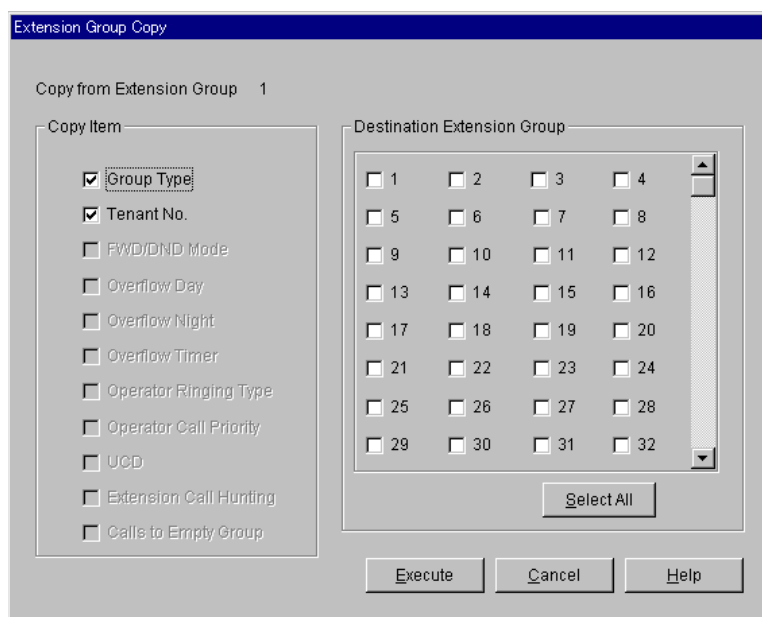 Extension Group Copy
Copy from Extension Group 1
Copy Item
Group Type
Tenant No.
FWD/DND Mode
Overflow Day
Overflow Night
Overflow Timer
Operator Ringing Type
Operator Call Priority
UCD
Extension Call Hunting
Calls to Empty Group
Destination Extension Group
1 2 3 4
5 6 7 8
9 10 11 12
13 14 15 16
17 18 19 20
21 22 23 24
25 26 27 28
29 30 31 32
Select All
Execute Cancel Help